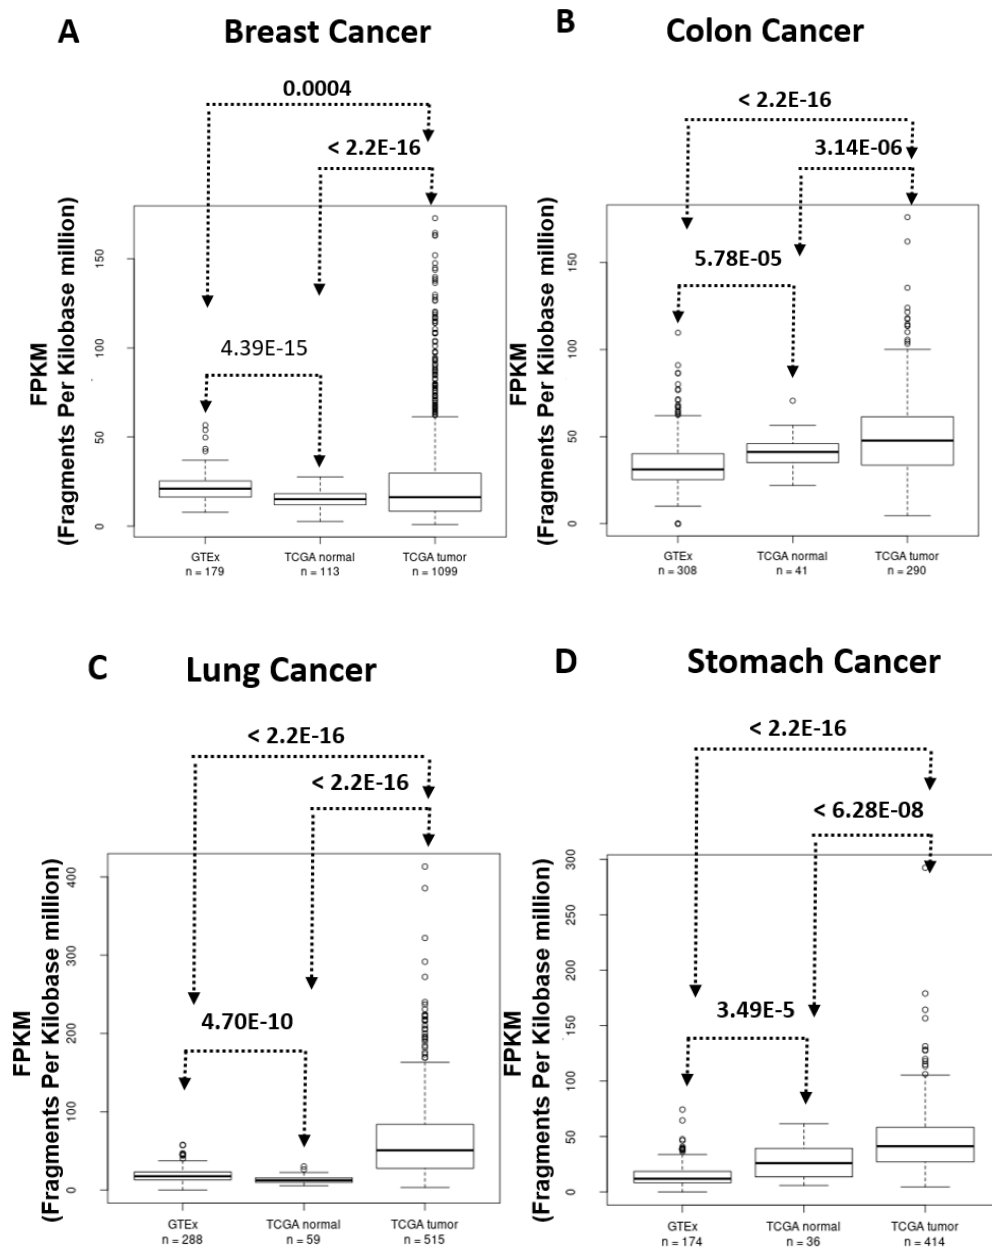 A
Breast Cancer
0.0004
< 2.2E-16
4.39E-15
FPKM
(Fragments Per Kilobase million)
150
100
50
0
GTEx
n = 179
TCGA normal
n = 113
TCGA tumor
n = 1099
B
Colon Cancer
< 2.2E-16
3.14E-06
5.78E-05
FPKM
(Fragments Per Kilobase million)
150
100
50
0
GTEx
n = 308
TCGA normal
n = 41
TCGA tumor
n = 290
C
Lung Cancer
< 2.2E-16
< 2.2E-16
4.70E-10
FPKM
(Fragments Per Kilobase million)
400
300
200
100
0
GTEx
n = 288
TCGA normal
n = 59
TCGA tumor
n = 515
D
Stomach Cancer
< 2.2E-16
< 6.28E-08
3.49E-5
FPKM
(Fragments Per Kilobase million)
300
250
200
150
100
50
0
GTEx
n = 174
TCGA normal
n = 36
TCGA tumor
n = 414